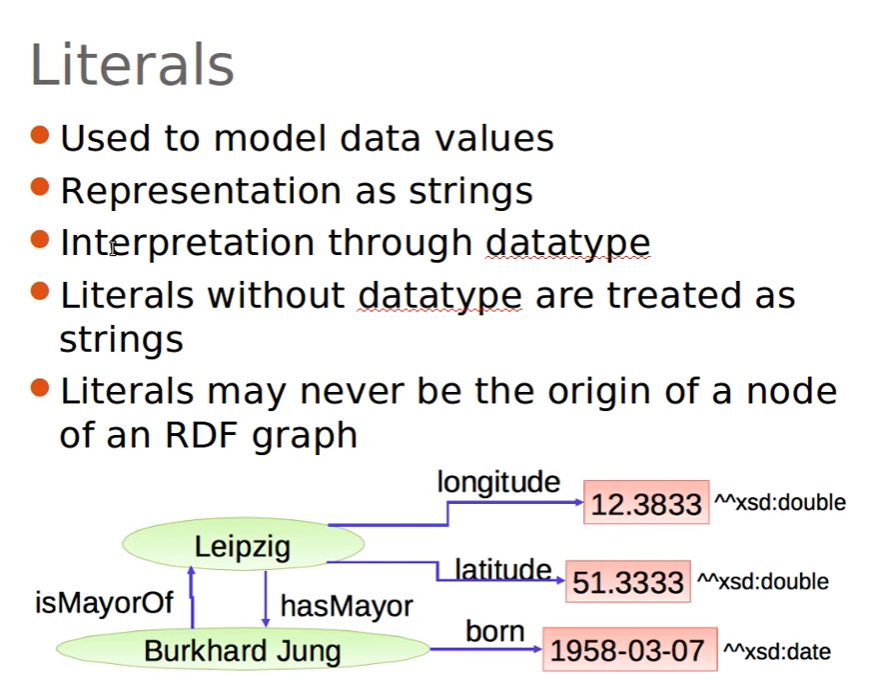 Literals
Used to model data values
Representation as strings
Interpretation through datatype
Literals without datatype are treated as
strings
Literals may never be the origin of a node
of an RDF graph
longitude
12.3833 ^^xsd:double
Leipzig
latitude
51.3333 ^^xsd:double
isMayorOf
hasMayor
born
Burkhard Jung
1958-03-07 ^^xsd:date